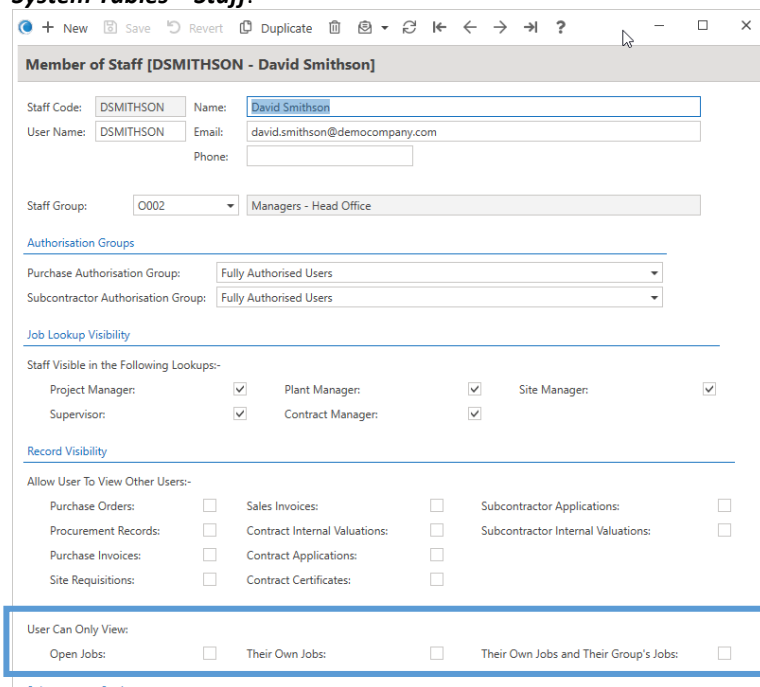 System Tables – Staff.
New Save Revert Duplicate ?
Member of Staff [DSMITHSON - David Smithson]
Staff Code: DSMITHSON Name: David Smithson
User Name: DSMITHSON Email: david.smithson@democompany.com
Phone:
Staff Group: O002 Managers - Head Office
Authorisation Groups
Purchase Authorisation Group: Fully Authorised Users
Subcontractor Authorisation Group: Fully Authorised Users
Job Lookup Visibility
Staff Visible in the Following Lookups:-
Project Manager: Plant Manager: Site Manager:
Supervisor: Contract Manager:
Record Visibility
Allow User To View Other Users:-
Purchase Orders: Sales Invoices: Subcontractor Applications:
Procurement Records: Contract Internal Valuations: Subcontractor Internal Valuations:
Purchase Invoices: Contract Applications:
Site Requisitions: Contract Certificates:
User Can Only View:
Open Jobs: Their Own Jobs: Their Own Jobs and Their Group's Jobs: